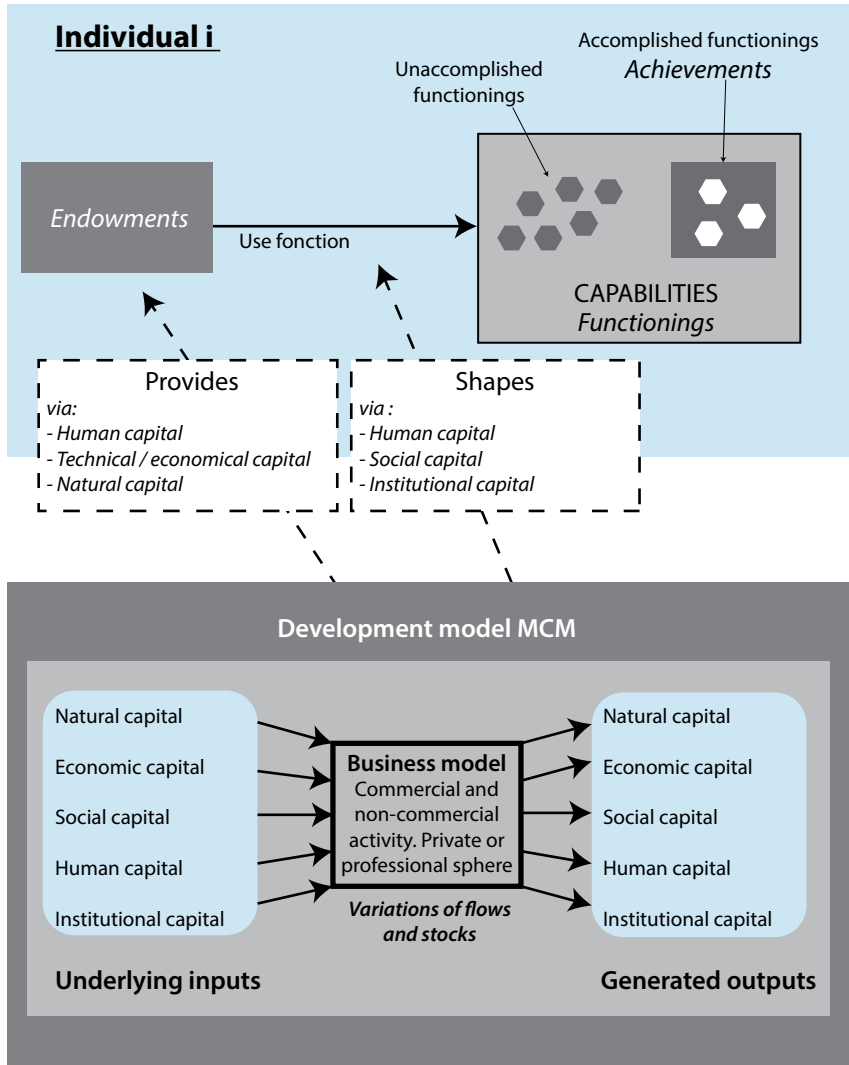 Individual i
Accomplished functionings
Achievements
Unaccomplished
functionings
Endowments
Use fonction
CAPABILITIES
Functionings
Provides
via:
- Human capital
- Technical / economical capital
- Natural capital
Shapes
via :
- Human capital
- Social capital
- Institutional capital
Development model MCM
Natural capital
Economic capital
Social capital
Human capital
Institutional capital
Underlying inputs
Business model
Commercial and
non-commercial
activity. Private or
professional sphere
Variations of flows
and stocks
Natural capital
Economic capital
Social capital
Human capital
Institutional capital
Generated outputs